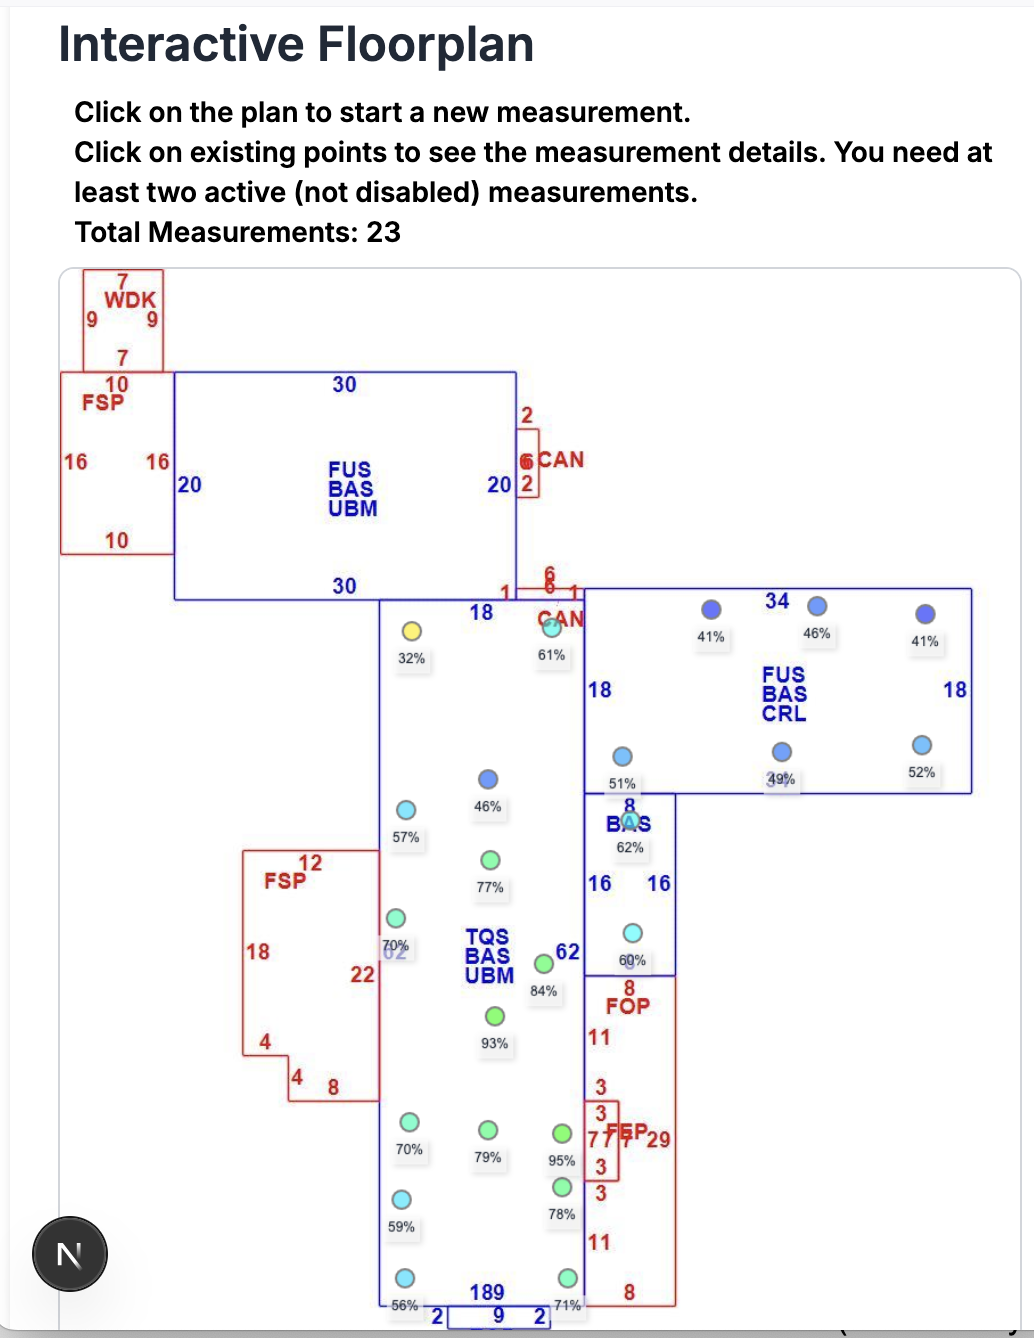 Interactive Floorplan
Click on the plan to start a new measurement.
Click on existing points to see the measurement details. You need at
least two active (not disabled) measurements.
Total Measurements: 23
7
WDK
9 9
7
10
FSP
16 16
10
30
20 20
FUS
BAS
UBM
30
2
6 CAN
2
6
1 6 1
CAN
18
32%
61%
34
41%
46%
41%
18 18
FUS
BAS
CRL
51%
49%
52%
46%
57%
77%
8
BAS
62%
16 16
60%
12
FSP
18
22
4
4 8
70%
62
TQS
BAS
UBM
62
84%
93%
8
FOP
11
3
3
7 7 7 29
FEP
3
3
11
8
70%
79%
95%
78%
59%
56%
71%
189
2 9 2
N